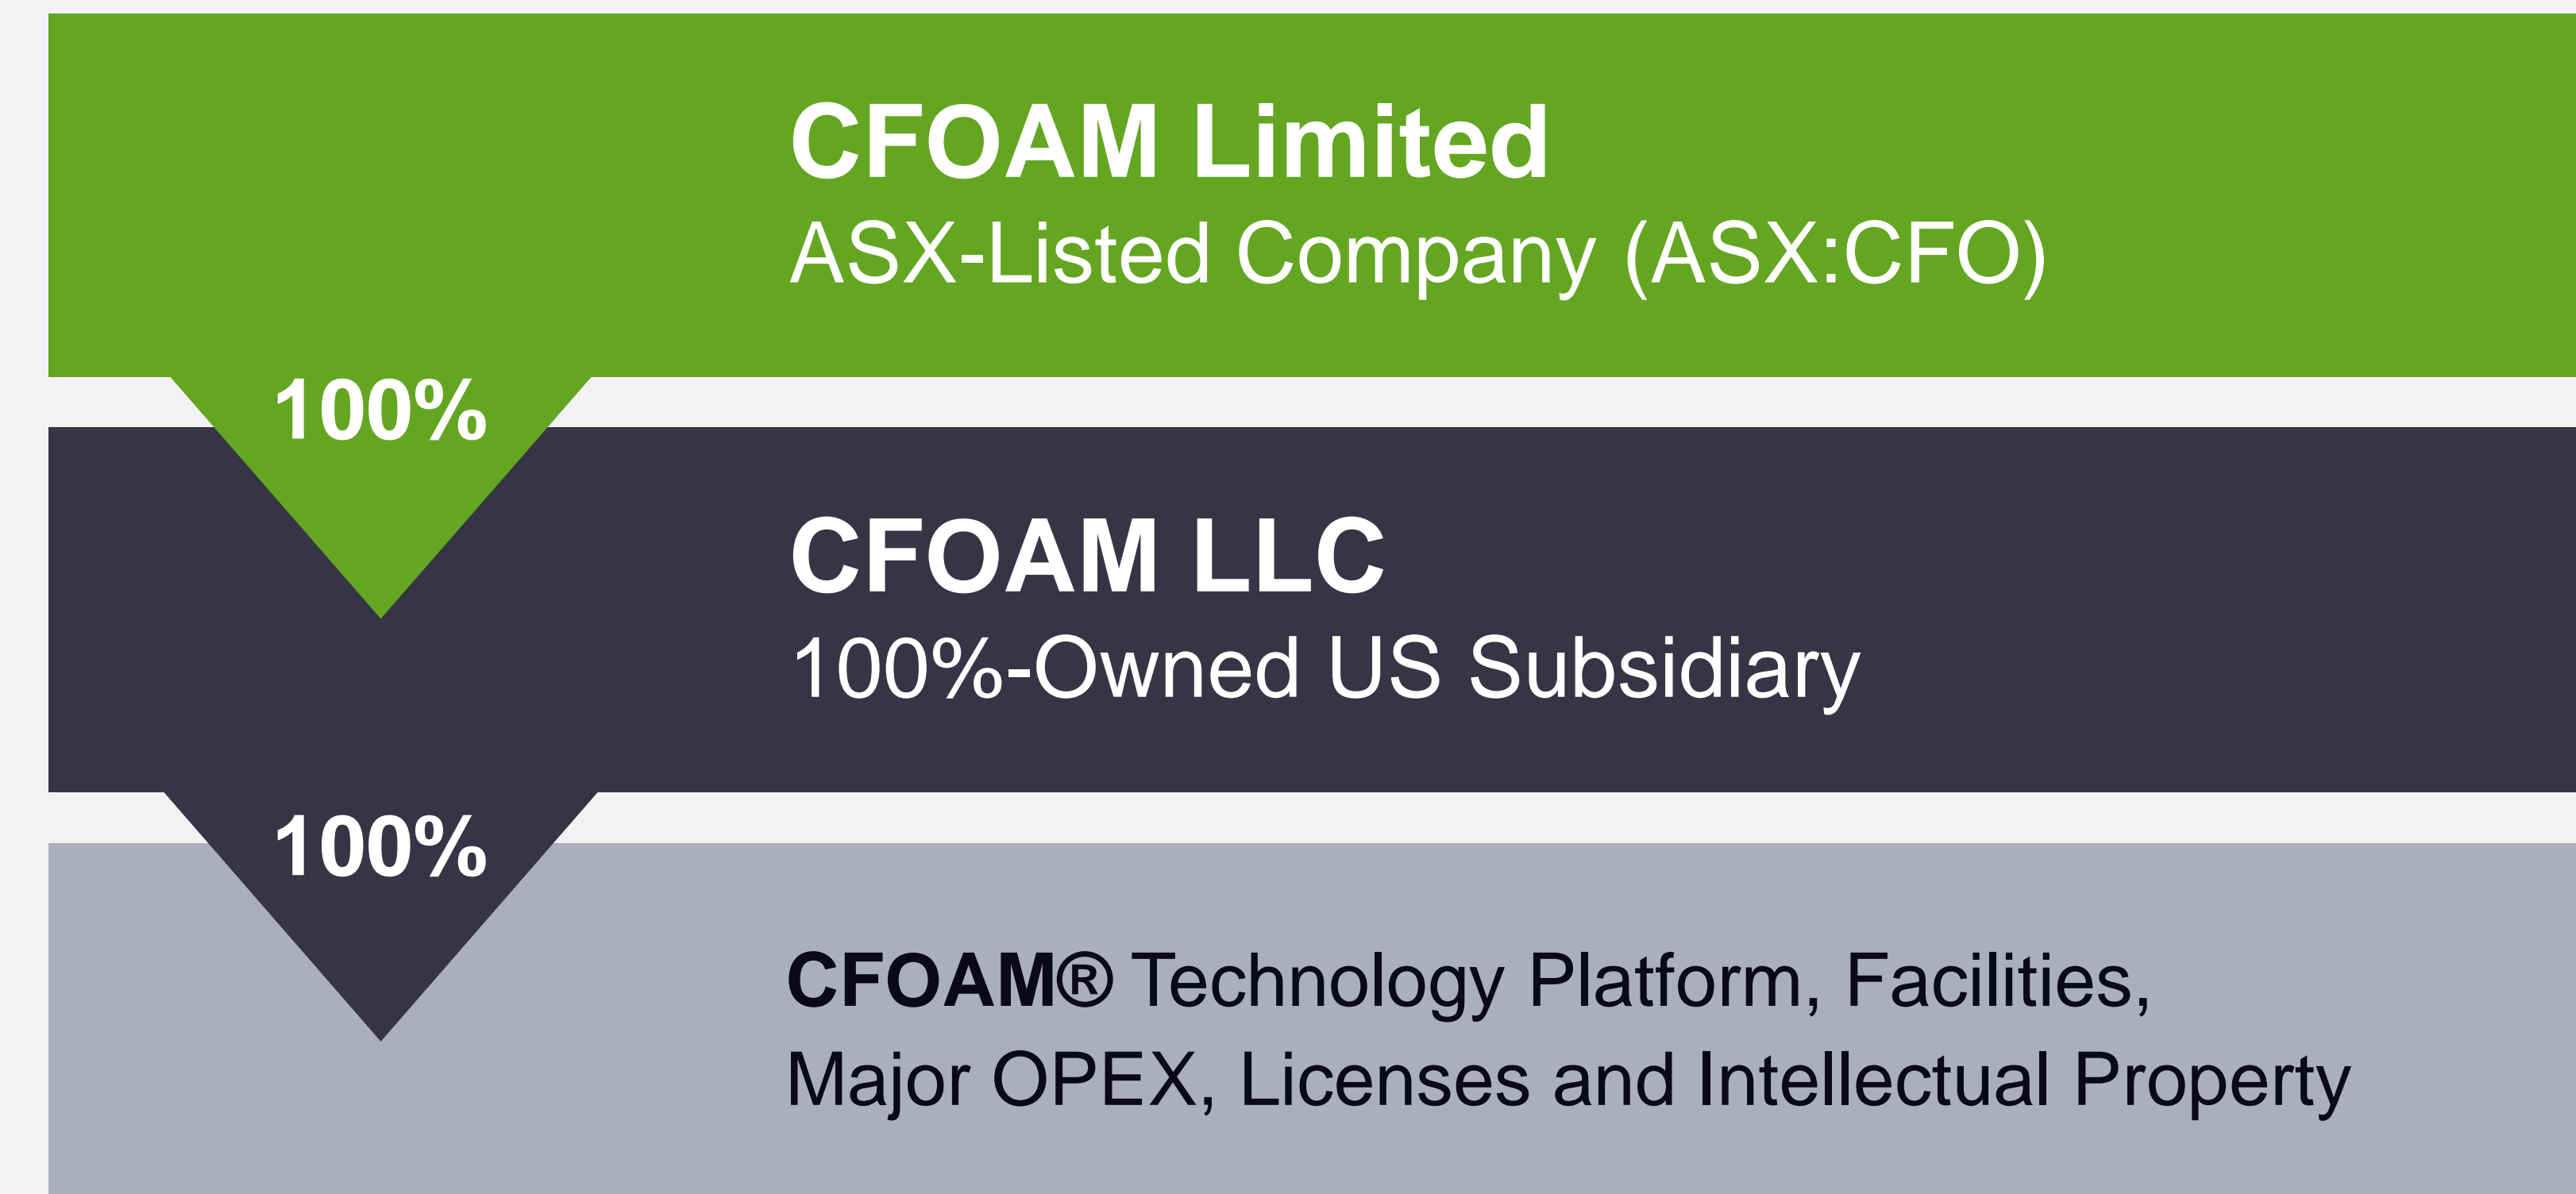 CFOAM Limited
ASX-Listed Company (ASX:CFO)
100%
CFOAM LLC
100%-Owned US Subsidiary
100%
CFOAM® Technology Platform, Facilities,
Major OPEX, Licenses and Intellectual Property